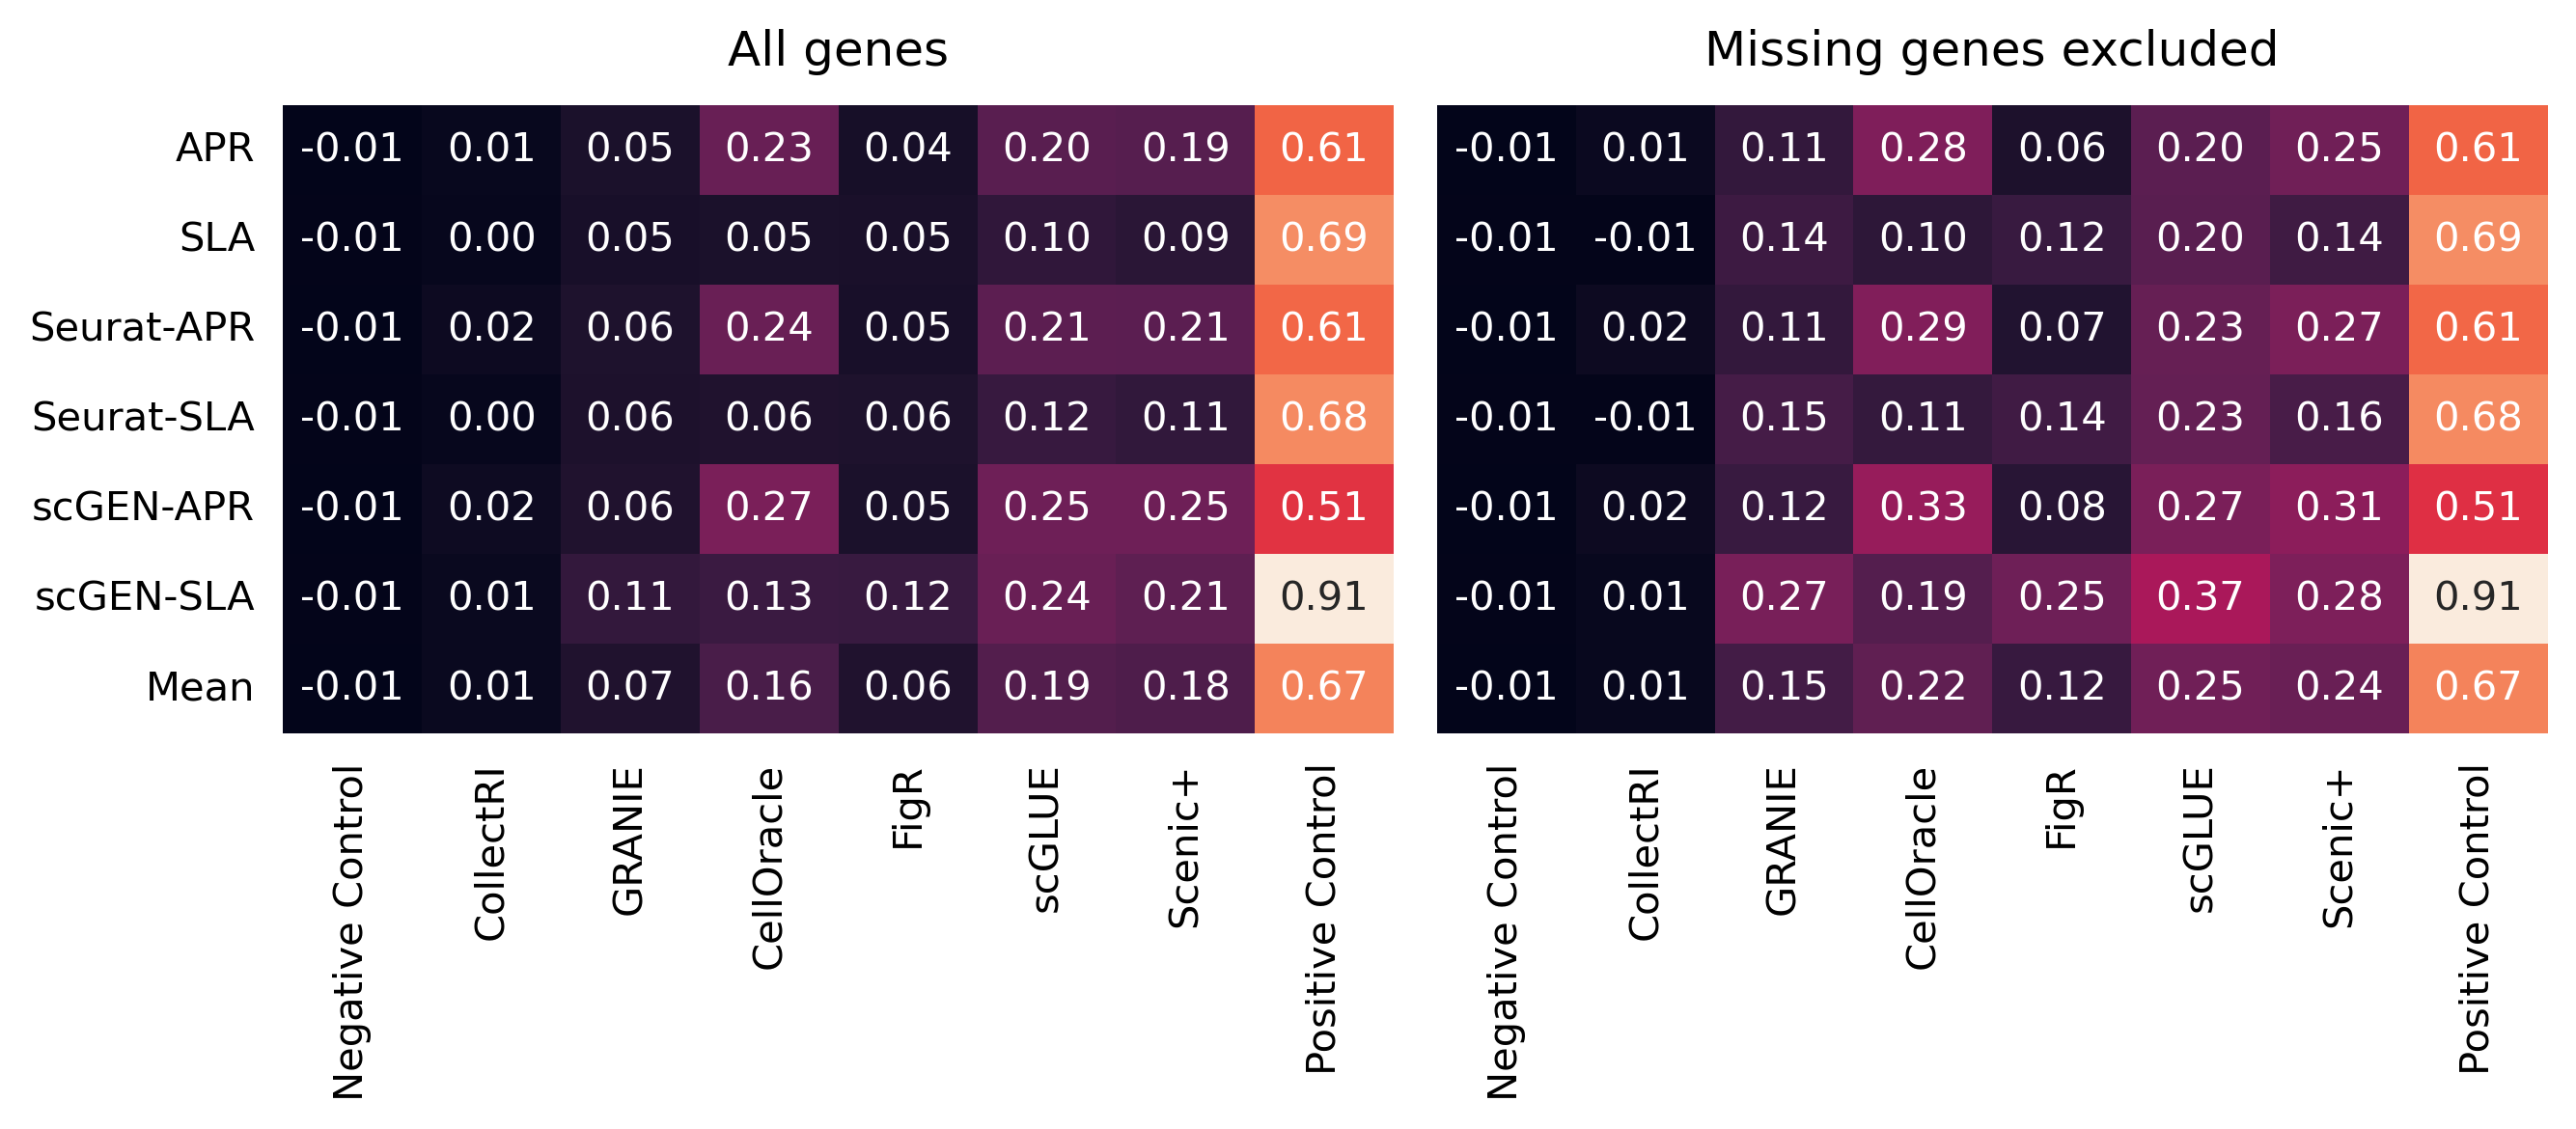 All genes Missing genes excluded
APR -0.01 0.01 0.05 0.23 0.04 0.20 0.19 0.61 -0.01 0.01 0.11 0.28 0.06 0.20 0.25 0.61
SLA -0.01 0.00 0.05 0.05 0.05 0.10 0.09 0.69 -0.01 -0.01 0.14 0.10 0.12 0.20 0.14 0.69
Seurat-APR -0.01 0.02 0.06 0.24 0.05 0.21 0.21 0.61 -0.01 0.02 0.11 0.29 0.07 0.23 0.27 0.61
Seurat-SLA -0.01 0.00 0.06 0.06 0.06 0.12 0.11 0.68 -0.01 -0.01 0.15 0.11 0.14 0.23 0.16 0.68
scGEN-APR -0.01 0.02 0.06 0.27 0.05 0.25 0.25 0.51 -0.01 0.02 0.12 0.33 0.08 0.27 0.31 0.51
scGEN-SLA -0.01 0.01 0.11 0.13 0.12 0.24 0.21 0.91 -0.01 0.01 0.27 0.19 0.25 0.37 0.28 0.91
Mean -0.01 0.01 0.07 0.16 0.06 0.19 0.18 0.67 -0.01 0.01 0.15 0.22 0.12 0.25 0.24 0.67
Negative Control
CollectRI
GRANIE
CellOracle
FigR
scGLUE
Scenic+
Positive Control
Negative Control
CollectRI
GRANIE
CellOracle
FigR
scGLUE
Scenic+
Positive Control